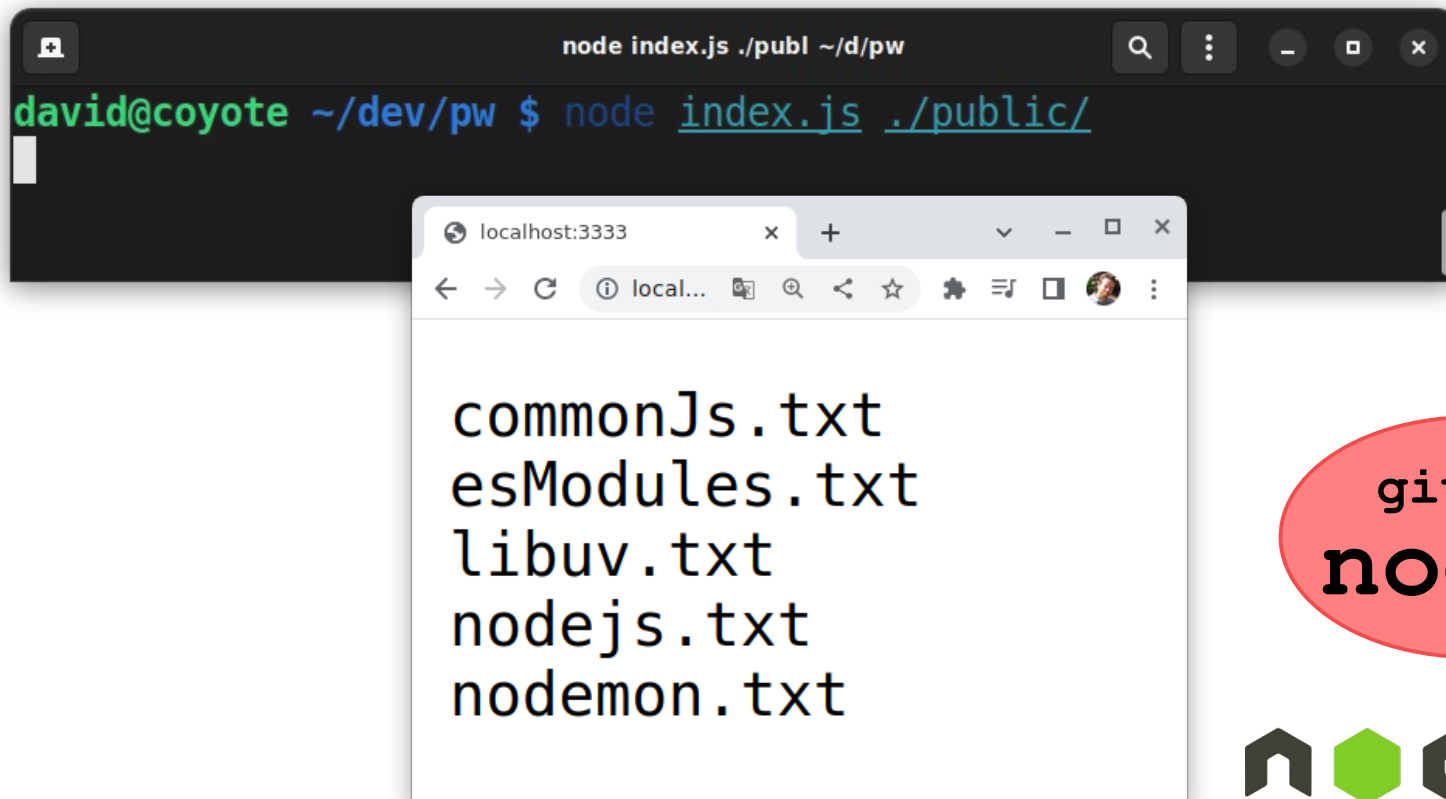 node index.js ./publ ~/d/pw
david@coyote ~/dev/pw $ node index.js ./public/
localhost:3333
local...
commonJs.txt
esModules.txt
libuv.txt
nodejs.txt
nodemon.txt